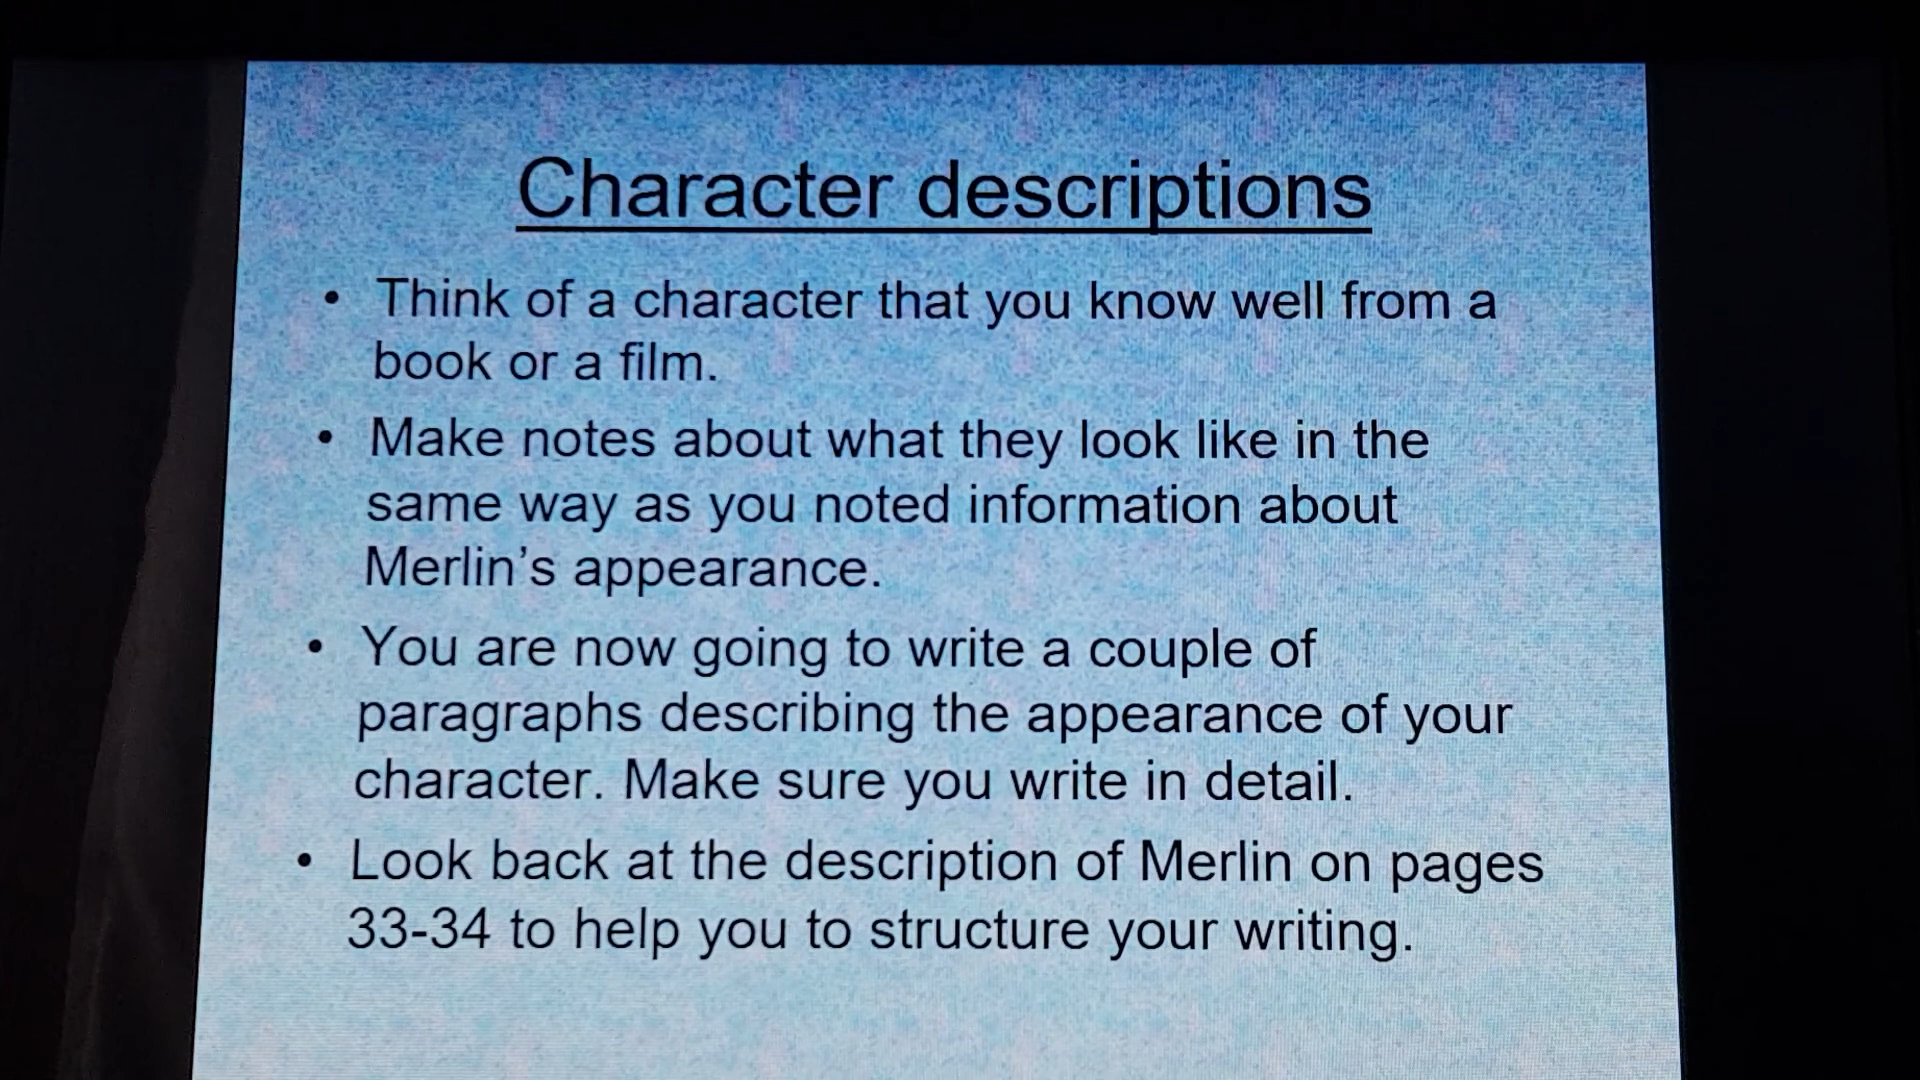 Character descriptions
• Think of a character that you know well from a
book or a film.
• Make notes about what they look like in the
same way as you noted information about
Merlin’s appearance.
• You are now going to write a couple of
paragraphs describing the appearance of your
character. Make sure you write in detail.
• Look back at the description of Merlin on pages
33-34 to help you to structure your writing.